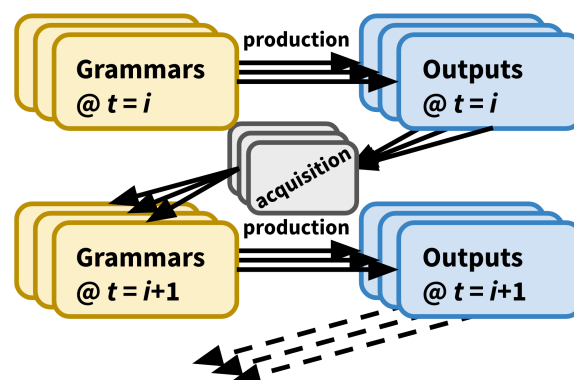 production
Grammars
@ t = i
Outputs
@ t = i
acquisition
production
Grammars
@ t = i+1
Outputs
@ t = i+1